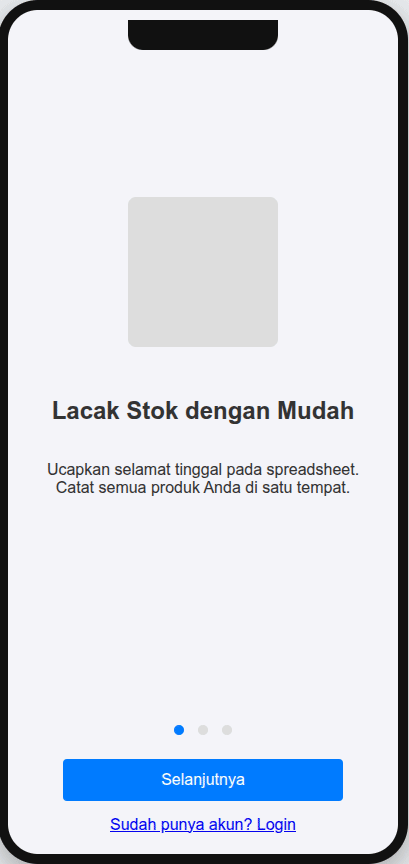 Lacak Stok dengan Mudah
Ucapkan selamat tinggal pada spreadsheet.
Catat semua produk Anda di satu tempat.
Selanjutnya
Sudah punya akun? Login